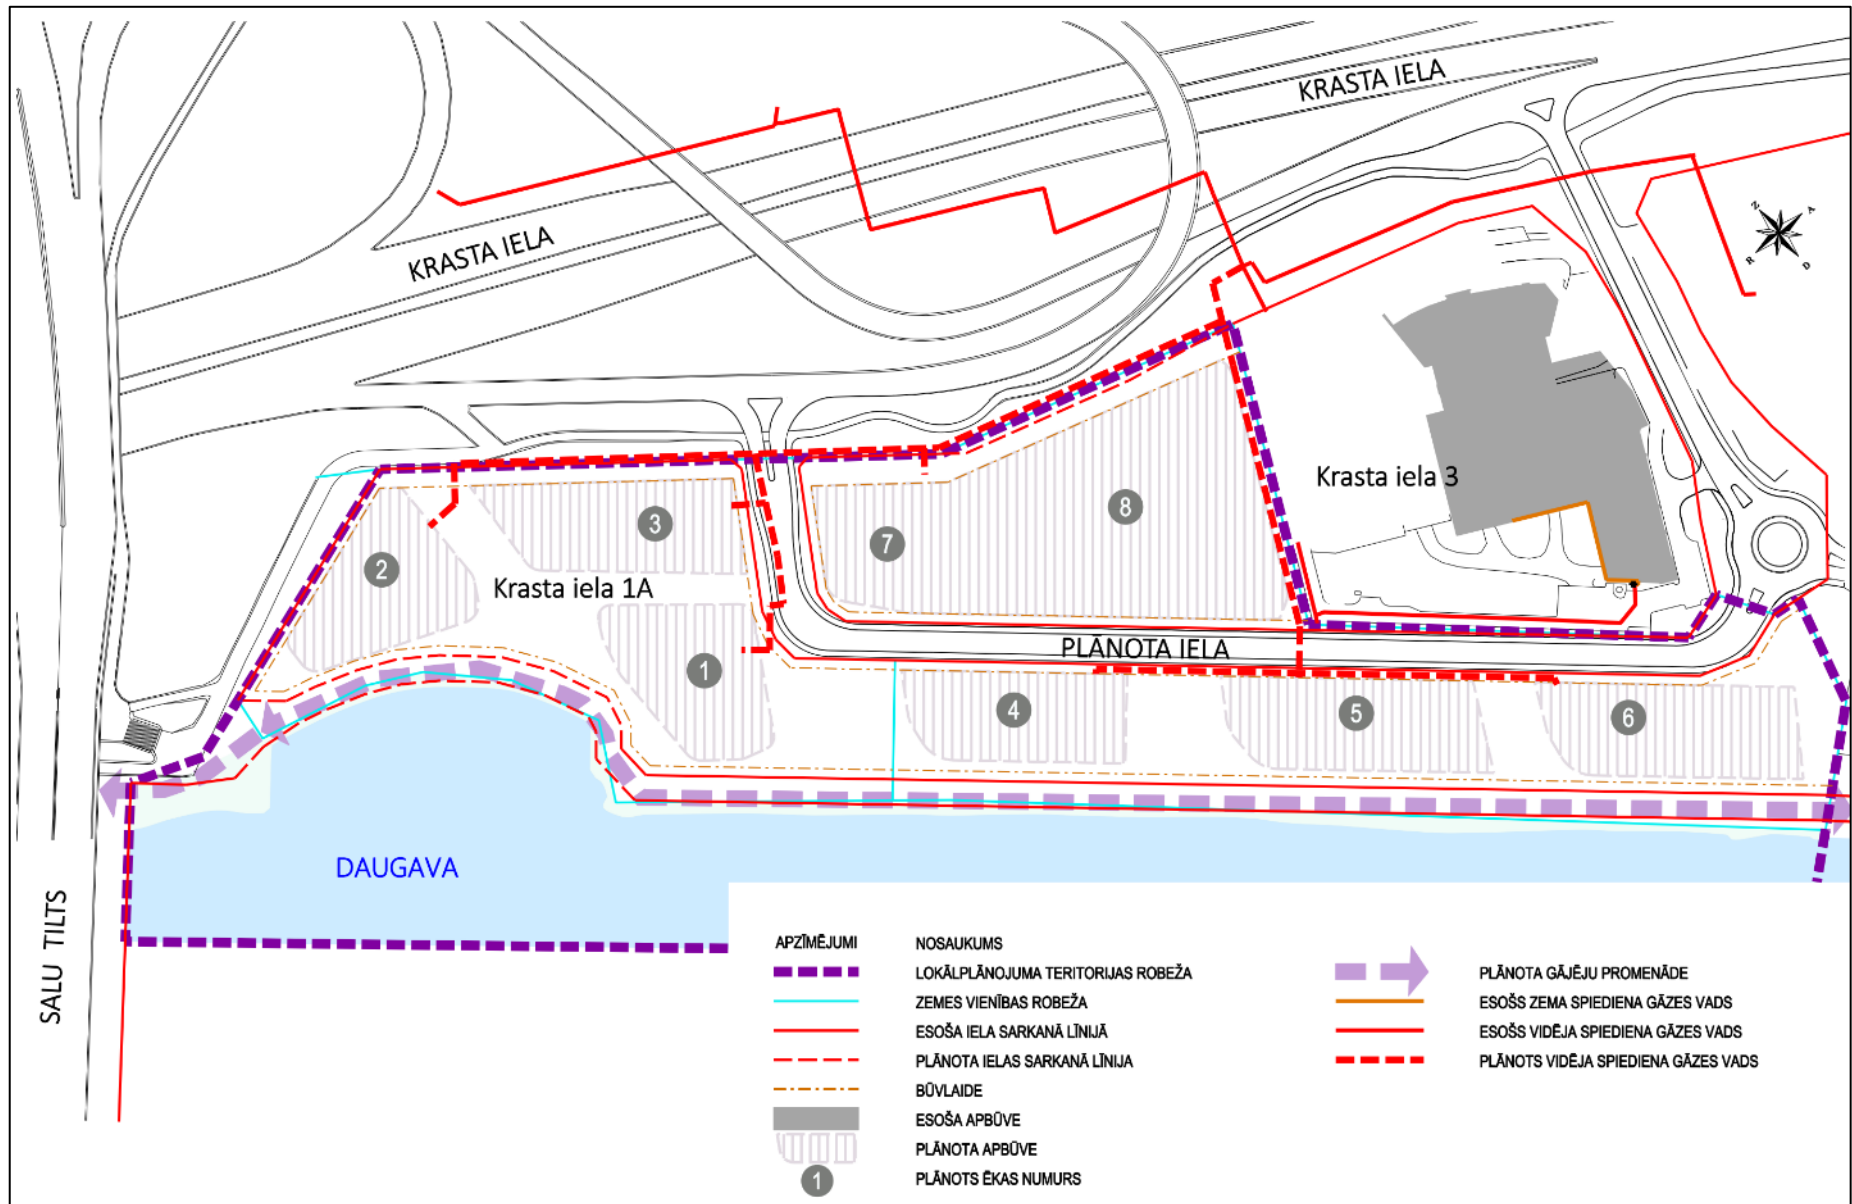 KRASTA IELA
KRASTA IELA
Z
A
R
D
Krasta iela 3
8
3
7
2
Krasta iela 1A
PLĀNOTA IELA
1
4
5
6
DAUGAVA
SALU TILTS
APZĪMĒJUMI
NOSAUKUMS
LOKĀLPLĀNOJUMA TERITORIJAS ROBEŽA
ZEMES VIENĪBAS ROBEŽA
ESOŠA IELA SARKANĀ LĪNIJĀ
PLĀNOTA IELAS SARKANĀ LĪNIJA
BŪVLAIDE
ESOŠA APBŪVE
PLĀNOTA APBŪVE
1
PLĀNOTS ĒKAS NUMURS
PLĀNOTA GĀJĒJU PROMENĀDE
ESOŠS ZEMA SPIEDIENA GĀZES VADS
ESOŠS VIDĒJA SPIEDIENA GĀZES VADS
PLĀNOTS VIDĒJA SPIEDIENA GĀZES VADS